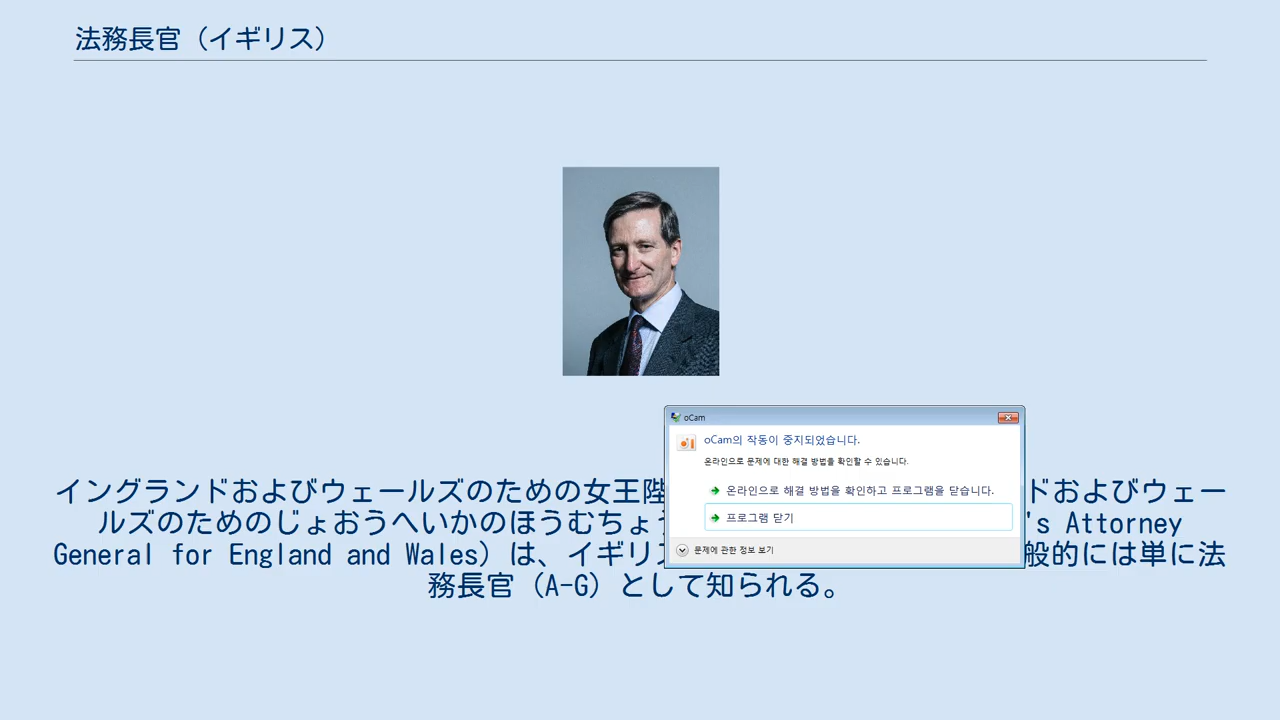 法務長官（イギリス）
oCam
oCam의 작동이 중지되었습니다.
온라인으로 문제에 대한 해결 방법을 확인할 수 있습니다.
온라인으로 해결 방법을 확인하고 프로그램을 닫습니다.
프로그램 닫기
문제에 관한 정보 보기
イングランドおよびウェールズのための女王陛 ドおよびウェー
ルズのためのじょおうへいかのほうむちょ 's Attorney
General for England and Wales）は、イギリ 般的には単に法
務長官（A-G）として知られる。